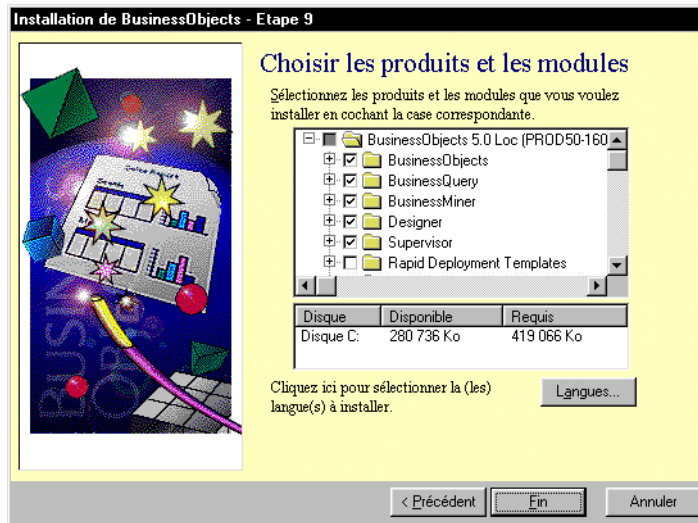 Installation de BusinessObjects - Etape 9
Choisir les produits et les modules
Sélectionnez les produits et les modules que vous voulez
installer en cochant la case correspondante.
BusinessObjects 5.0 Loc (PROD50-160
BusinessObjects
BusinessQuery
BusinessMiner
Designer
Supervisor
Rapid Deployment Templates
Disque Disponible Requis
Disque C: 280 736 Ko 419 066 Ko
Cliquez ici pour sélectionner la (les)
langue(s) à installer.
Langues...
BUSIN
OBJE
< Précédent Fin Annuler